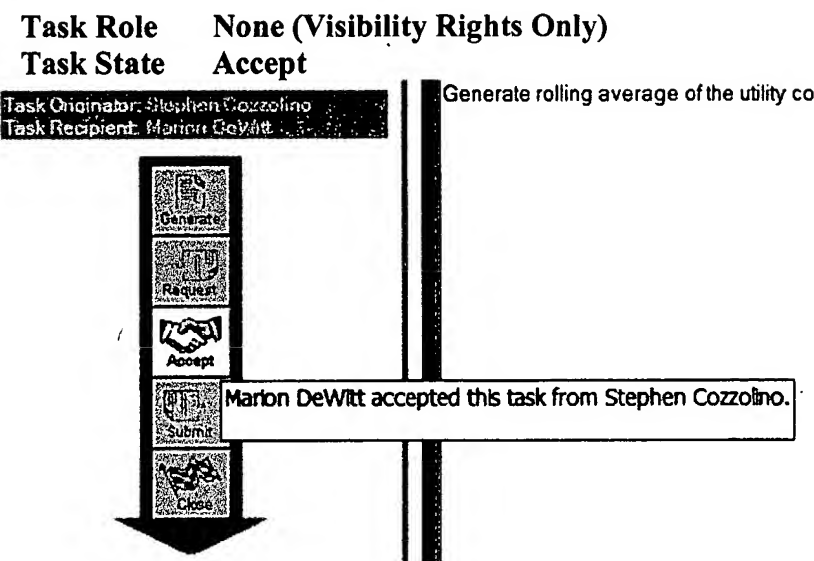 Task Role None (Visibility Rights Only)
Task State Accept
Task Originator: Stephen Cozzolino
Task Recipient: Marion DeWitt
Generate rolling average of the utility co
Generate
Request
Accept
Submit
Marion DeWitt accepted this task from Stephen Cozzolino.
Close